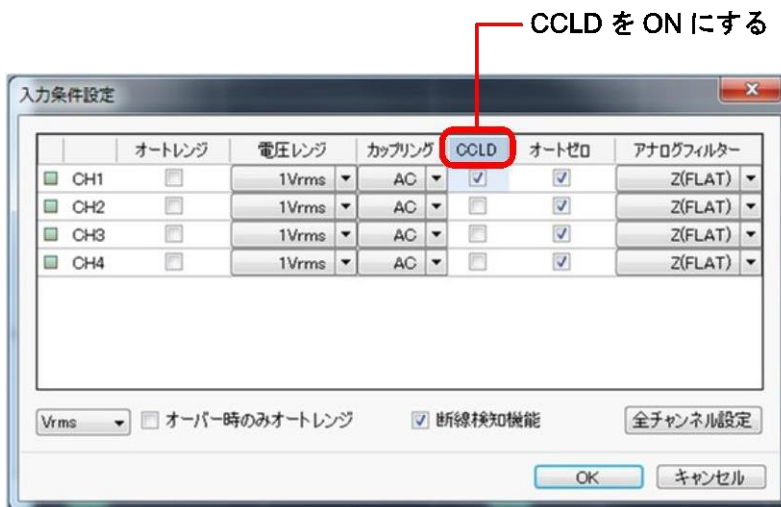 CCLD を ON にする
入力条件設定
オートレンジ 電圧レンジ カップリング CCLD オートゼロ アナログフィルター
CH1 1Vrms AC Z(FLAT)
CH2 1Vrms AC Z(FLAT)
CH3 1Vrms AC Z(FLAT)
CH4 1Vrms AC Z(FLAT)
Vrms オーバー時のみオートレンジ 断線検知機能 全チャンネル設定
OK キャンセル